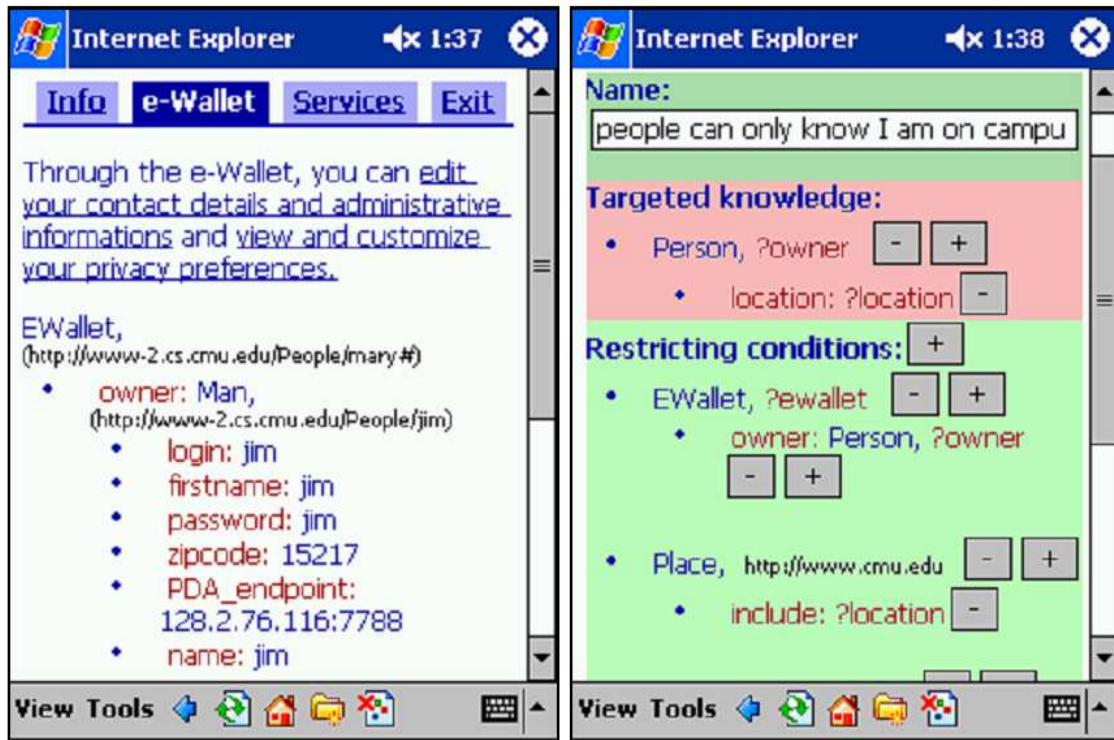 Internet Explorer 1:37
Info e-Wallet Services Exit
Through the e-Wallet, you can edit
your contact details and administrative
informations and view and customize
your privacy preferences.
EWallet,
(http://www-2.cs.cmu.edu/People/mary#)
• owner: Man,
(http://www-2.cs.cmu.edu/People/jim)
• login: jim
• firstname: jim
• password: jim
• zipcode: 15217
• PDA_endpoint:
128.2.76.116:7788
• name: jim
View Tools
Internet Explorer 1:38
Name:
people can only know I am on campu
Targeted knowledge:
• Person, ?owner - +
• location: ?location -
Restricting conditions: +
• EWallet, ?ewallet - +
• owner: Person, ?owner
- +
• Place, http://www.cmu.edu - +
• include: ?location -
View Tools